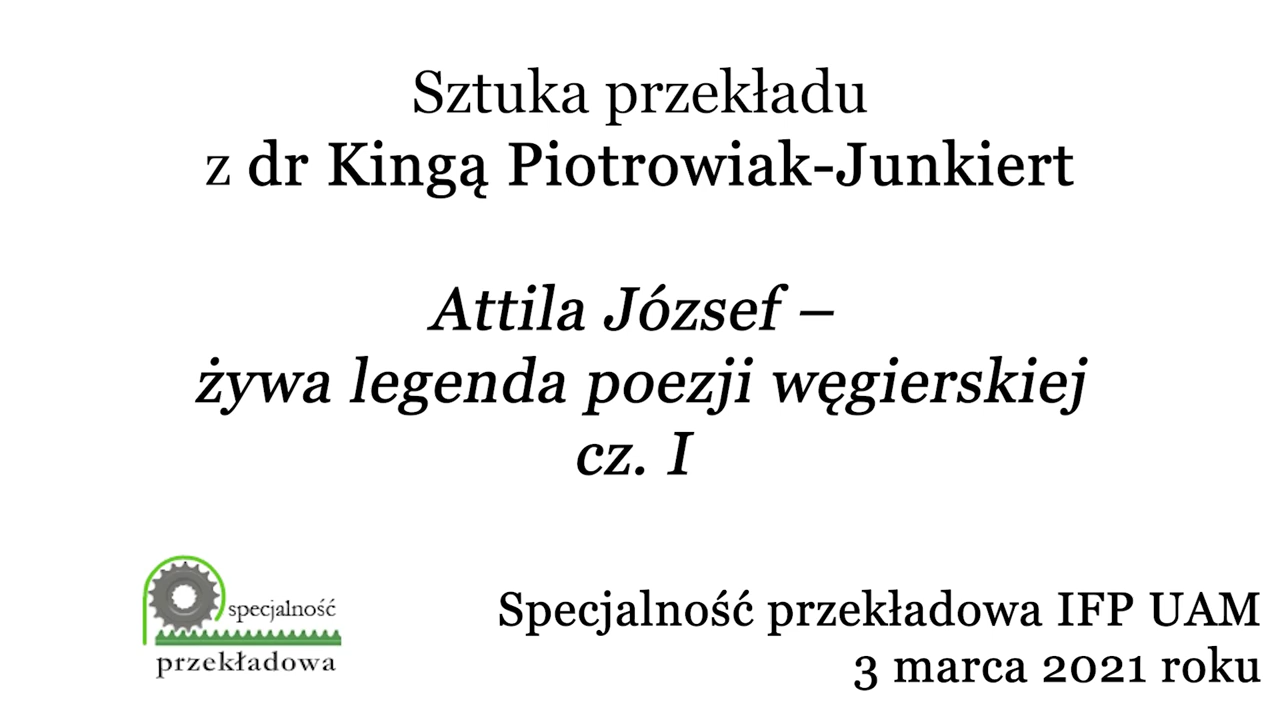 Sztuka przekładu
z dr Kingą Piotrowiak-Junkiert
Attila József –
żywa legenda poezji węgierskiej
cz. I
specjalność
przekładowa
Specjalność przekładowa IFP UAM
3 marca 2021 roku